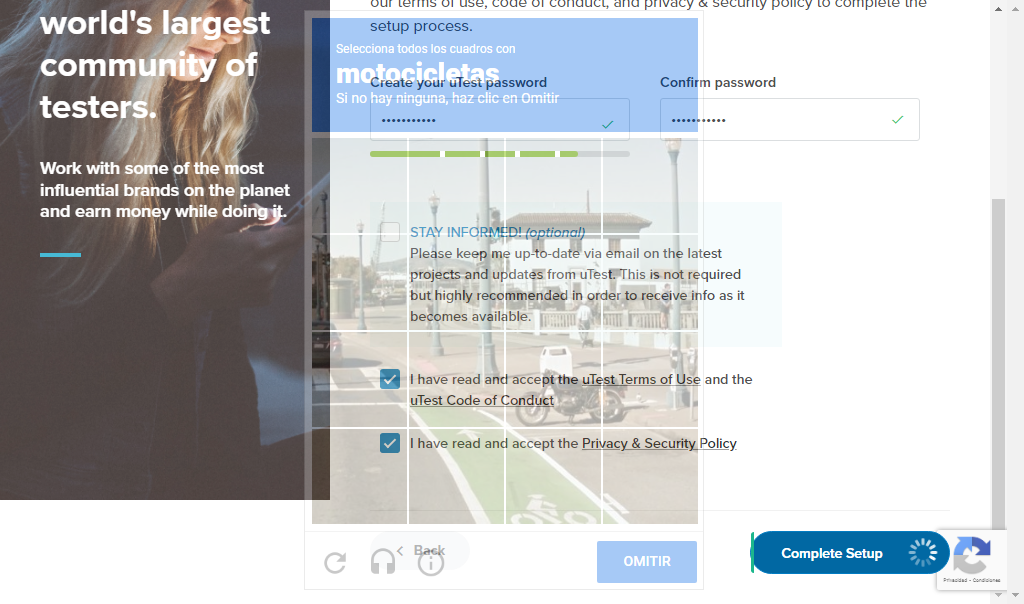 world's largest
community of
testers.
Work with some of the most
influential brands on the planet
and earn money while doing it.
our terms of use, code of conduct, and privacy & security policy to complete the
setup process.
Selecciona todos los cuadros con
motocicletas
Si no hay ninguna, haz clic en Omitir
Create your uTest password
Confirm password
•••••••••••
•••••••••••
STAY INFORMED! (optional)
Please keep me up-to-date via email on the latest
projects and updates from uTest. This is not required
but highly recommended in order to receive info as it
becomes available.
I have read and accept the uTest Terms of Use and the
uTest Code of Conduct
I have read and accept the Privacy & Security Policy
Back
OMITIR
Complete Setup
Privacidad - Condiciones